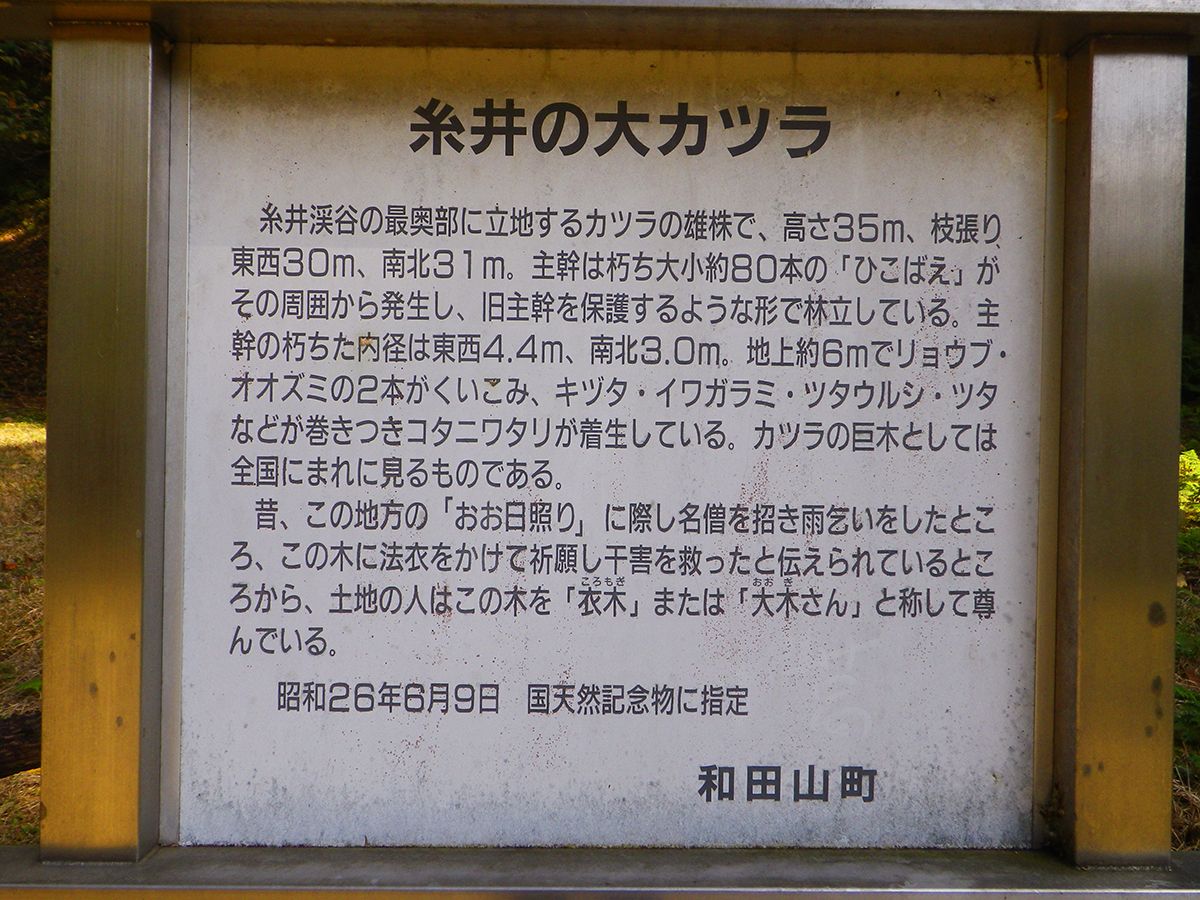 糸井の大カツラ
糸井渓谷の最奥部に立地するカツラの雄株で、高さ35m、枝張り
東西30m、南北31m。主幹は朽ち大小約80本の「ひこばえ」が
その周囲から発生し、旧主幹を保護するような形で林立している。主
幹の朽ちた内径は東西4.4m、南北3.0m。地上約6mでリョウブ・
オオズミの2本がくいこみ、キヅタ・イワガラミ・ツタウルシ・ツタ
などが巻きつきコタニワタリが着生している。カツラの巨木としては
全国にまれに見るものである。
昔、この地方の「おお日照り」に際し名僧を招き雨乞いをしたとこ
ろ、この木に法衣をかけて祈願し干害を救ったと伝えられているとこ
ころもぎ おお ぎ
ろから、土地の人はこの木を「衣木」または「大木さん」と称して尊
んでいる。
昭和26年6月9日 国天然記念物に指定
和田山町